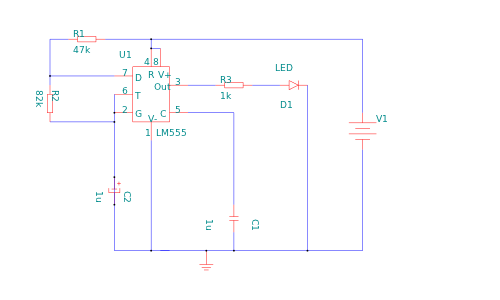 R1
47k
U1
4 8
R V+
7 D
Out 3
6 T
2 G
C 5
V-
1 LM555
R2
82k
R3
1k
LED
D1
V1
C2
1u
+
C1
1u